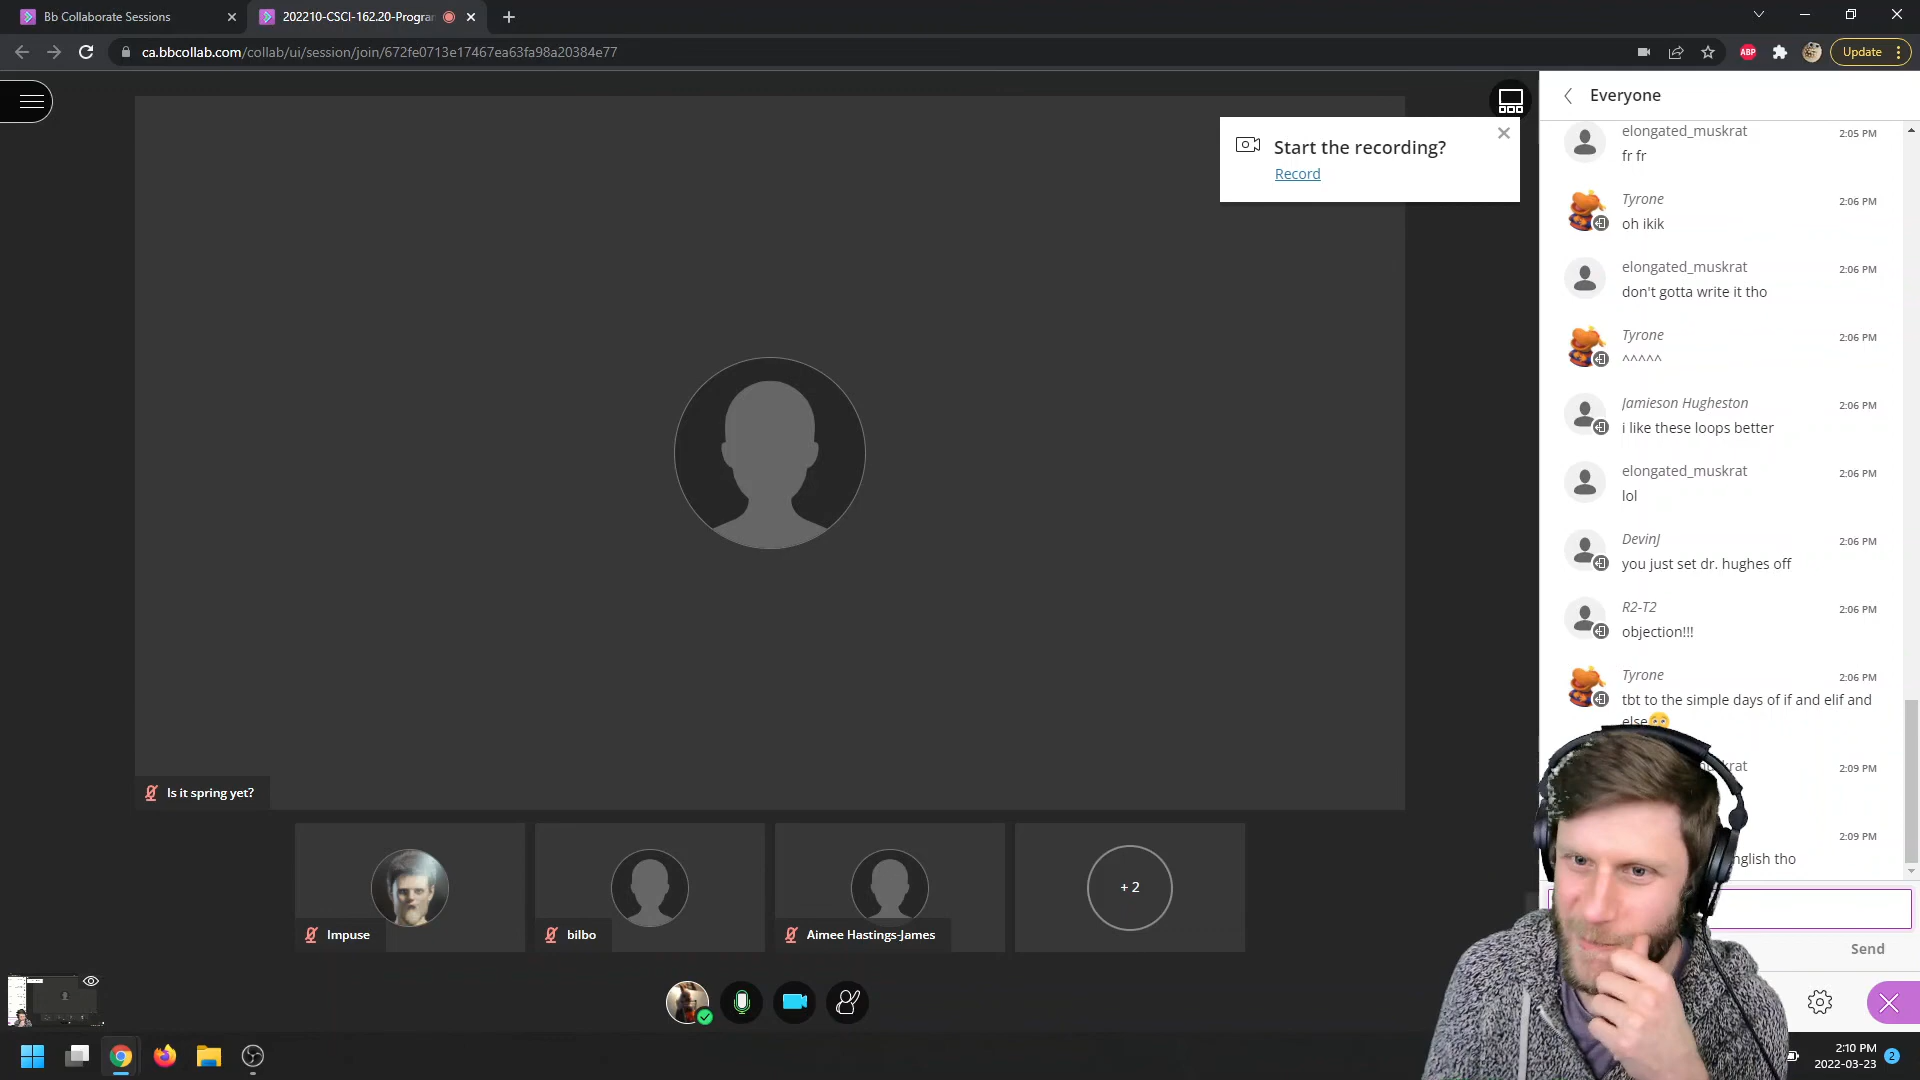 Bb Collaborate Sessions
202210-CSCI-162.20-Progra
ca.bbcollab.com/collab/ui/session/join/672fe0713e17467ea63fa98a20384e77
ABP
Update
Everyone
Start the recording?
Record
elongated_muskrat 2:05 PM
fr fr
Tyrone 2:06 PM
oh ikik
elongated_muskrat 2:06 PM
don't gotta write it tho
Tyrone 2:06 PM
^^^^^
Jamieson Hugheston 2:06 PM
i like these loops better
elongated_muskrat 2:06 PM
lol
DevinJ 2:06 PM
you just set dr. hughes off
R2-T2 2:06 PM
objection!!!
Tyrone 2:06 PM
tbt to the simple days of if and elif and
else
krat 2:09 PM
2:09 PM
nglish tho
Send
Is it spring yet?
Impuse
bilbo
Aimee Hastings-James
+ 2
2:10 PM
2022-03-23
2